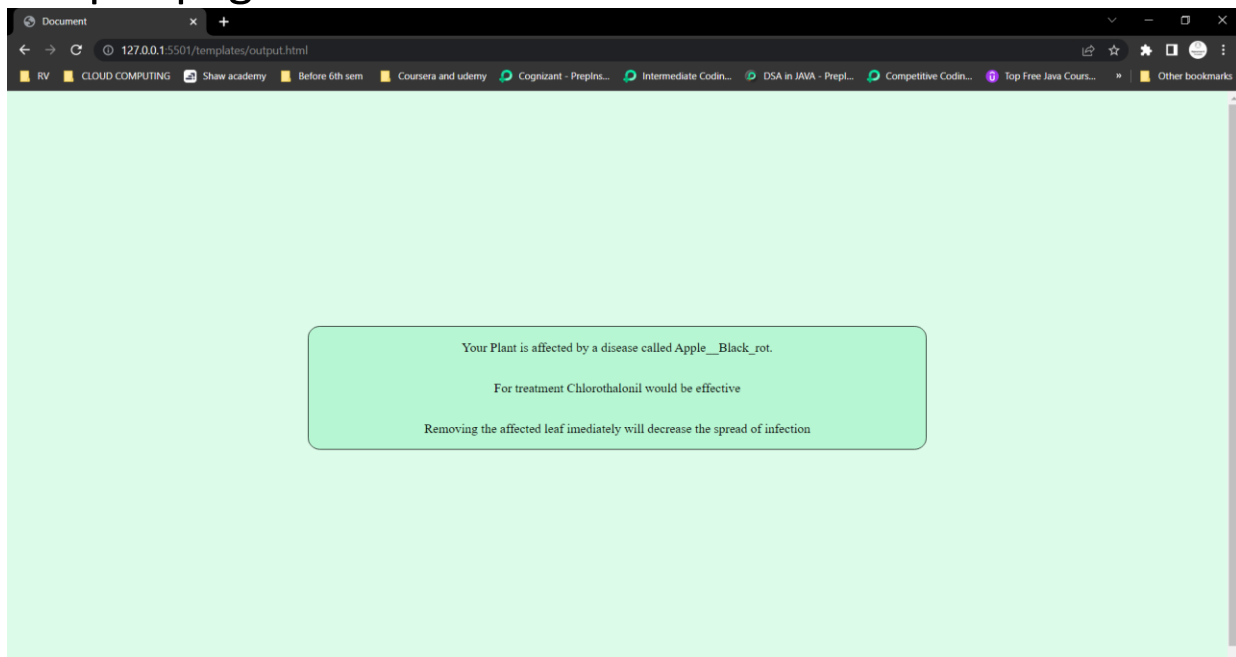 Document
127.0.0.1:5501/templates/output.html
RV CLOUD COMPUTING Shaw academy Before 6th sem Coursera and udemy Cognizant - PrepIns... Intermediate Codin... DSA in JAVA - PrepI... Competitive Codin... Top Free Java Cours... » Other bookmarks
Your Plant is affected by a disease called Apple__Black_rot.
For treatment Chlorothalonil would be effective
Removing the affected leaf imediately will decrease the spread of infection